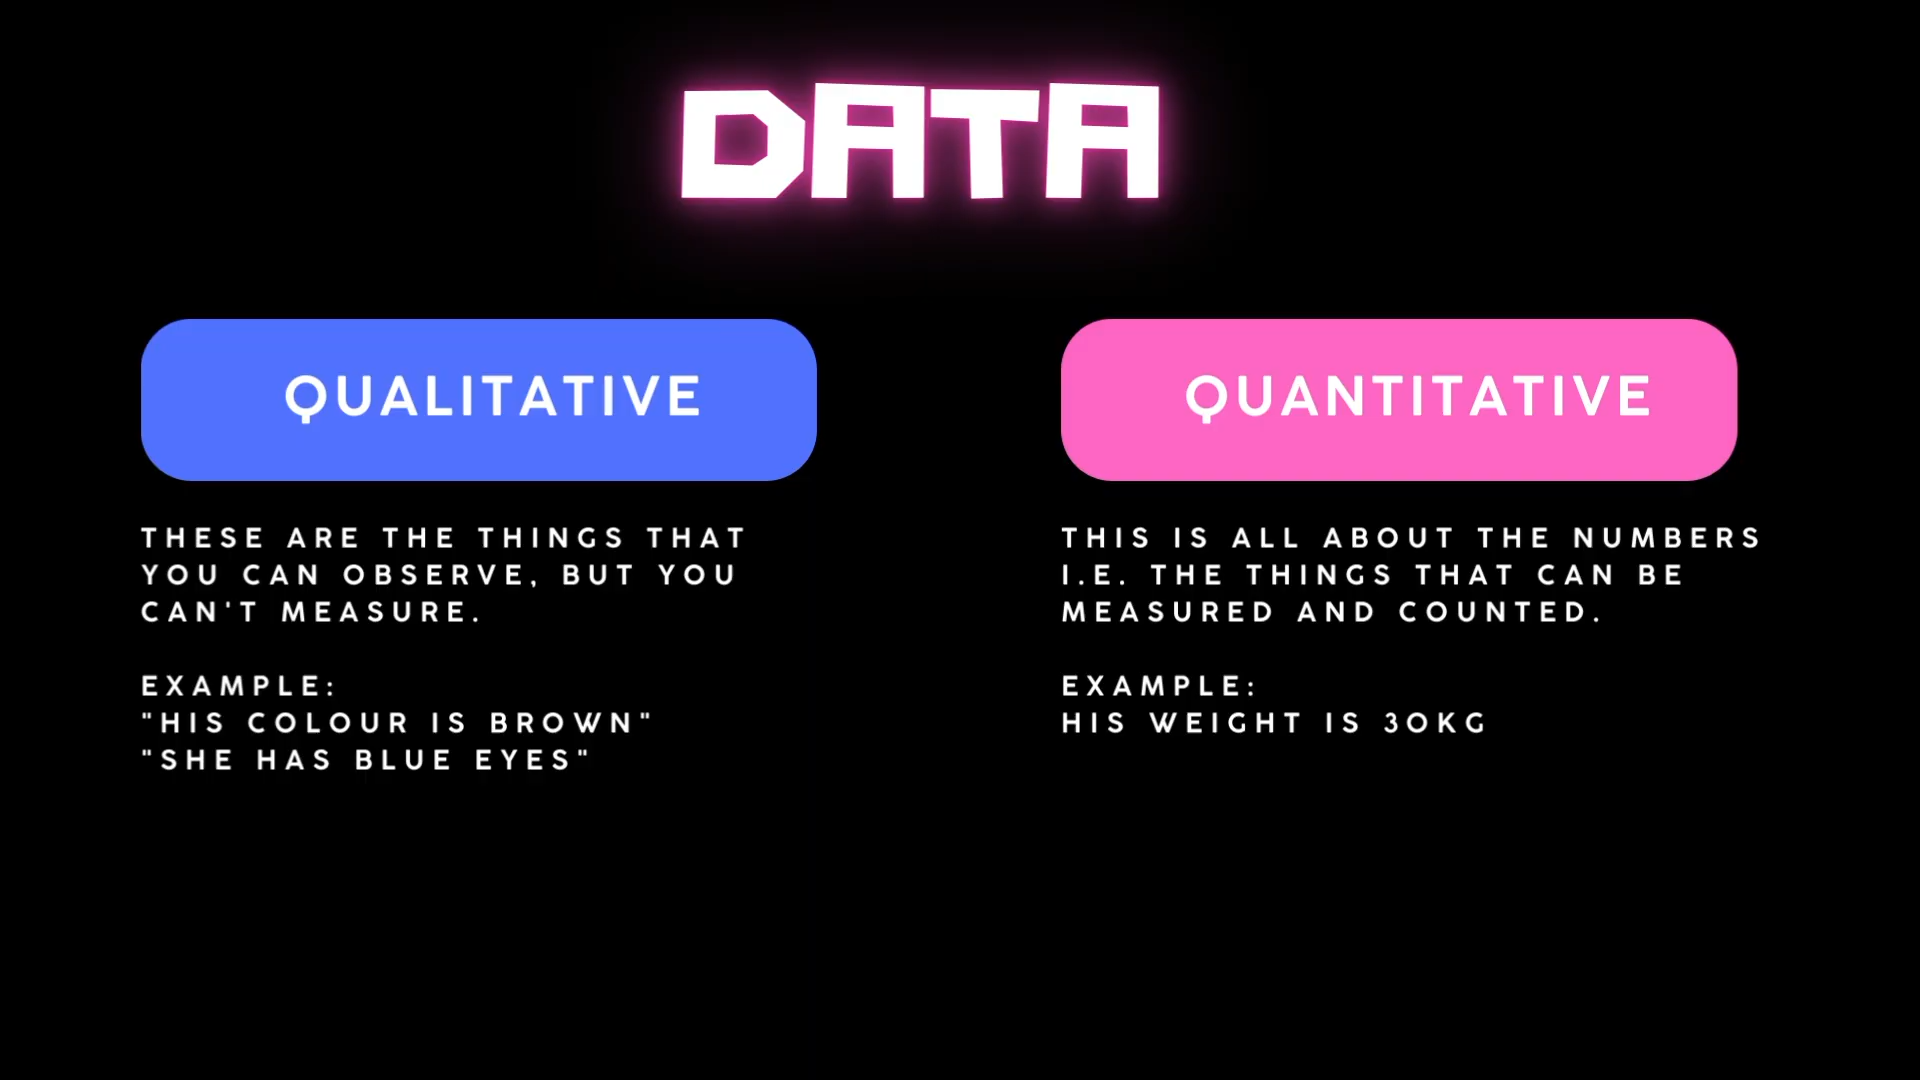 DATA
QUALITATIVE
THESE ARE THE THINGS THAT
YOU CAN OBSERVE, BUT YOU
CAN'T MEASURE.
EXAMPLE:
"HIS COLOUR IS BROWN"
"SHE HAS BLUE EYES"
QUANTITATIVE
THIS IS ALL ABOUT THE NUMBERS
I.E. THE THINGS THAT CAN BE
MEASURED AND COUNTED.
EXAMPLE:
HIS WEIGHT IS 30KG